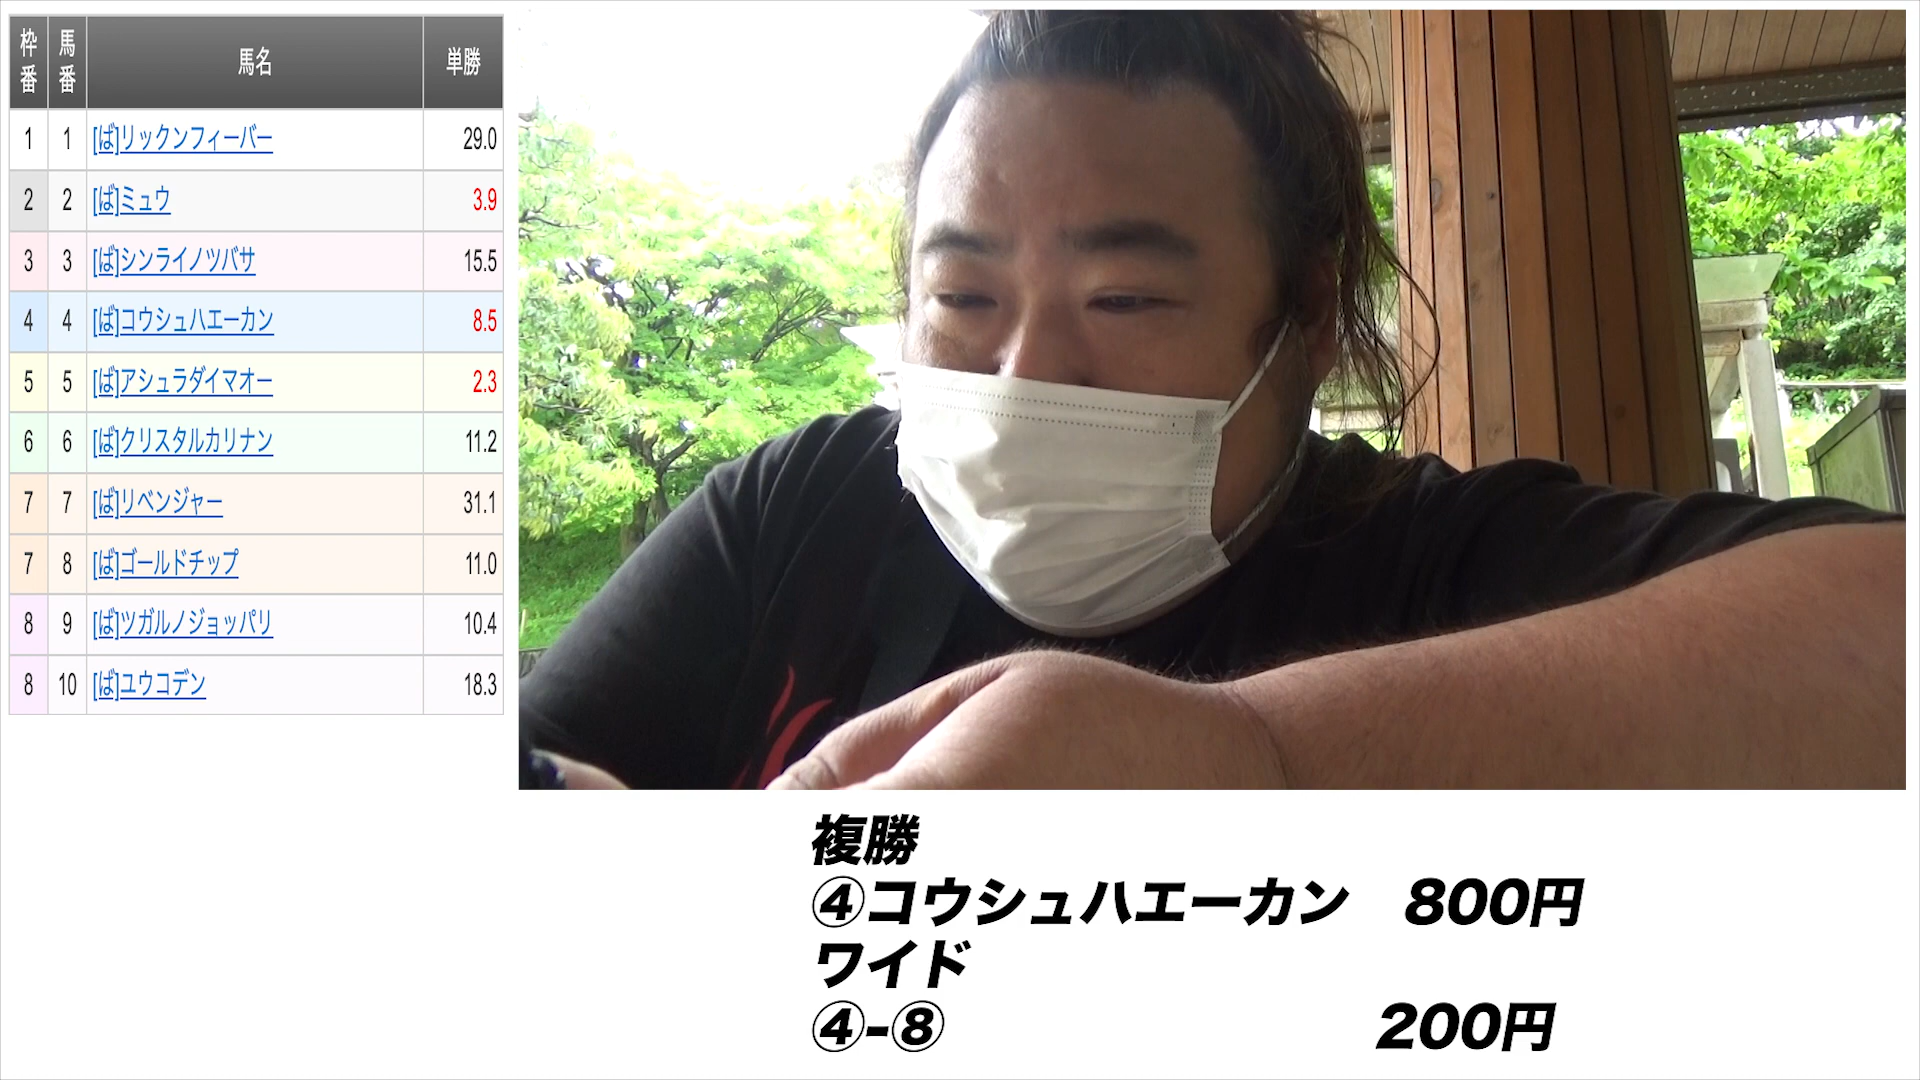 枠番 馬番 馬名 単勝
1 1 [ば]リックンフィーバー 29.0
2 2 [ば]ミュウ 3.9
3 3 [ば]シンライノツバサ 15.5
4 4 [ば]コウシュハエーカン 8.5
5 5 [ば]アシュラダイマオー 2.3
6 6 [ば]クリスタルカリナン 11.2
7 7 [ば]リベンジャー 31.1
7 8 [ば]ゴールドチップ 11.0
8 9 [ば]ツガルノジョッパリ 10.4
8 10 [ば]ユウコデン 18.3
複勝
④コウシュハエーカン 800円
ワイド
④-⑧ 200円